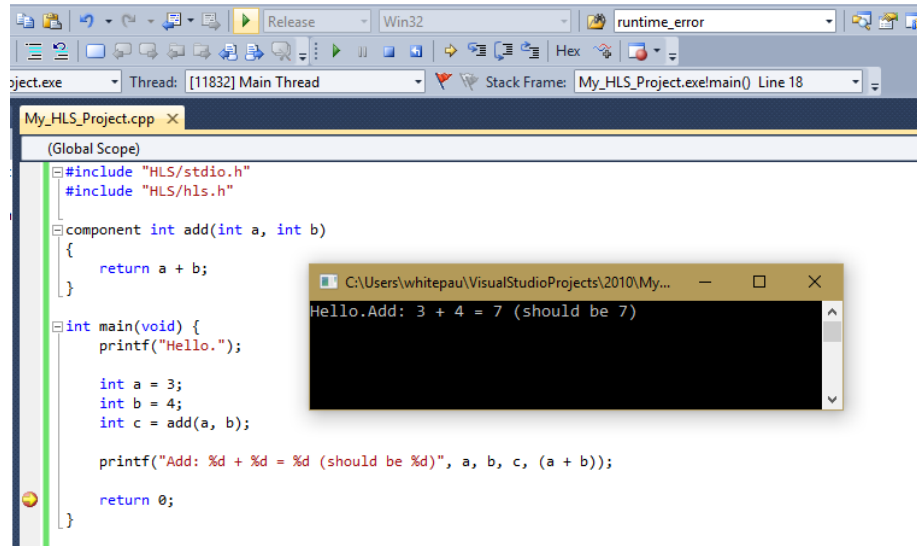 Release Win32 runtime_error
Hex
oject.exe Thread: [11832] Main Thread Stack Frame: My_HLS_Project.exe!main() Line 18
My_HLS_Project.cpp
(Global Scope)
#include "HLS/stdio.h"
#include "HLS/hls.h"
component int add(int a, int b)
{
return a + b;
}
int main(void) {
printf("Hello.");
int a = 3;
int b = 4;
int c = add(a, b);
printf("Add: %d + %d = %d (should be %d)", a, b, c, (a + b));
return 0;
}
C:\Users\whitepau\VisualStudioProjects\2010\My...
Hello.Add: 3 + 4 = 7 (should be 7)